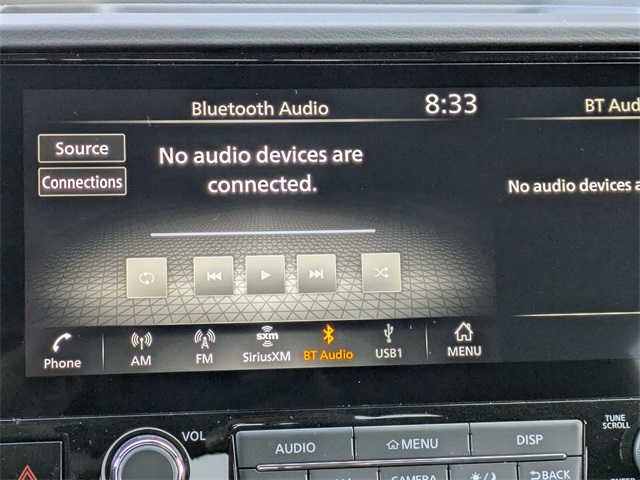 Bluetooth Audio
8:33
BT Aud
Source
Connections
No audio devices are
connected.
No audio devices a
Phone
AM
FM
sxm
SiriusXM
BT Audio
USB1
MENU
VOL
TUNE
SCROLL
AUDIO
MENU
DISP
CAMERA
BACK